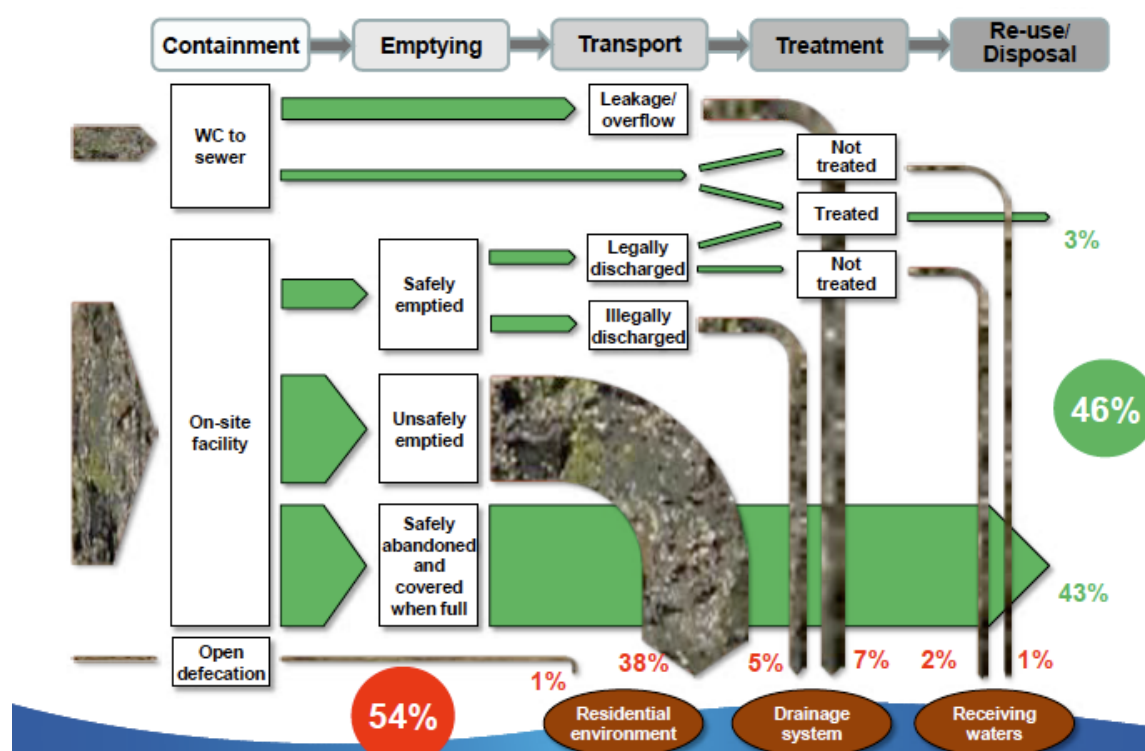 Containment
Emptying
Transport
Treatment
Re-use/
Disposal
WC to
sewer
Leakage/
overflow
Not
treated
Treated
3%
Legally
discharged
Not
treated
Safely
emptied
Illegally
discharged
On-site
facility
Unsafely
emptied
46%
Safely
abandoned
and
covered
when full
43%
Open
defecation
1%
38%
5%
7%
2%
1%
54%
Residential
environment
Drainage
system
Receiving
waters